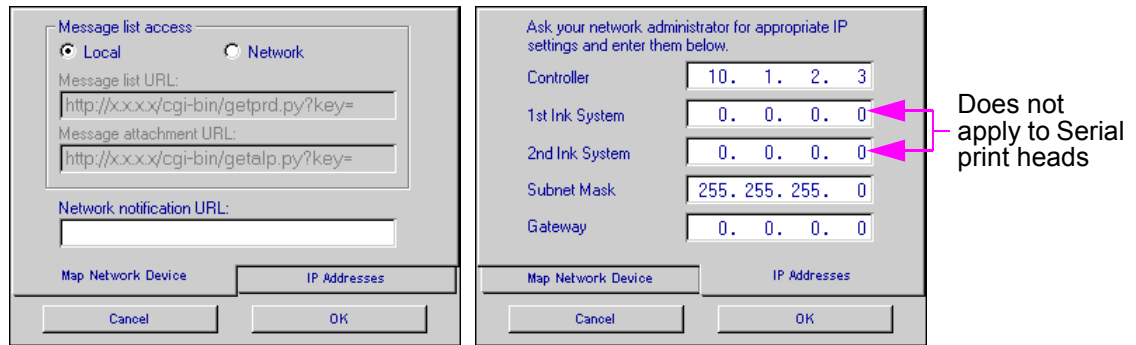 Message list access
Local
Network
Message list URL:
http://x.x.x.x/cgi-bin/getprd.py?key=
Message attachment URL:
http://x.x.x.x/cgi-bin/getalp.py?key=
Network notification URL:
Map Network Device
IP Addresses
Cancel
OK
Ask your network administrator for appropriate IP
settings and enter them below.
Controller
10. 1. 2. 3
1st Ink System
0. 0. 0. 0
2nd Ink System
0. 0. 0. 0
Subnet Mask
255. 255. 255. 0
Gateway
0. 0. 0. 0
Map Network Device
IP Addresses
Cancel
OK
Does not
apply to Serial
print heads